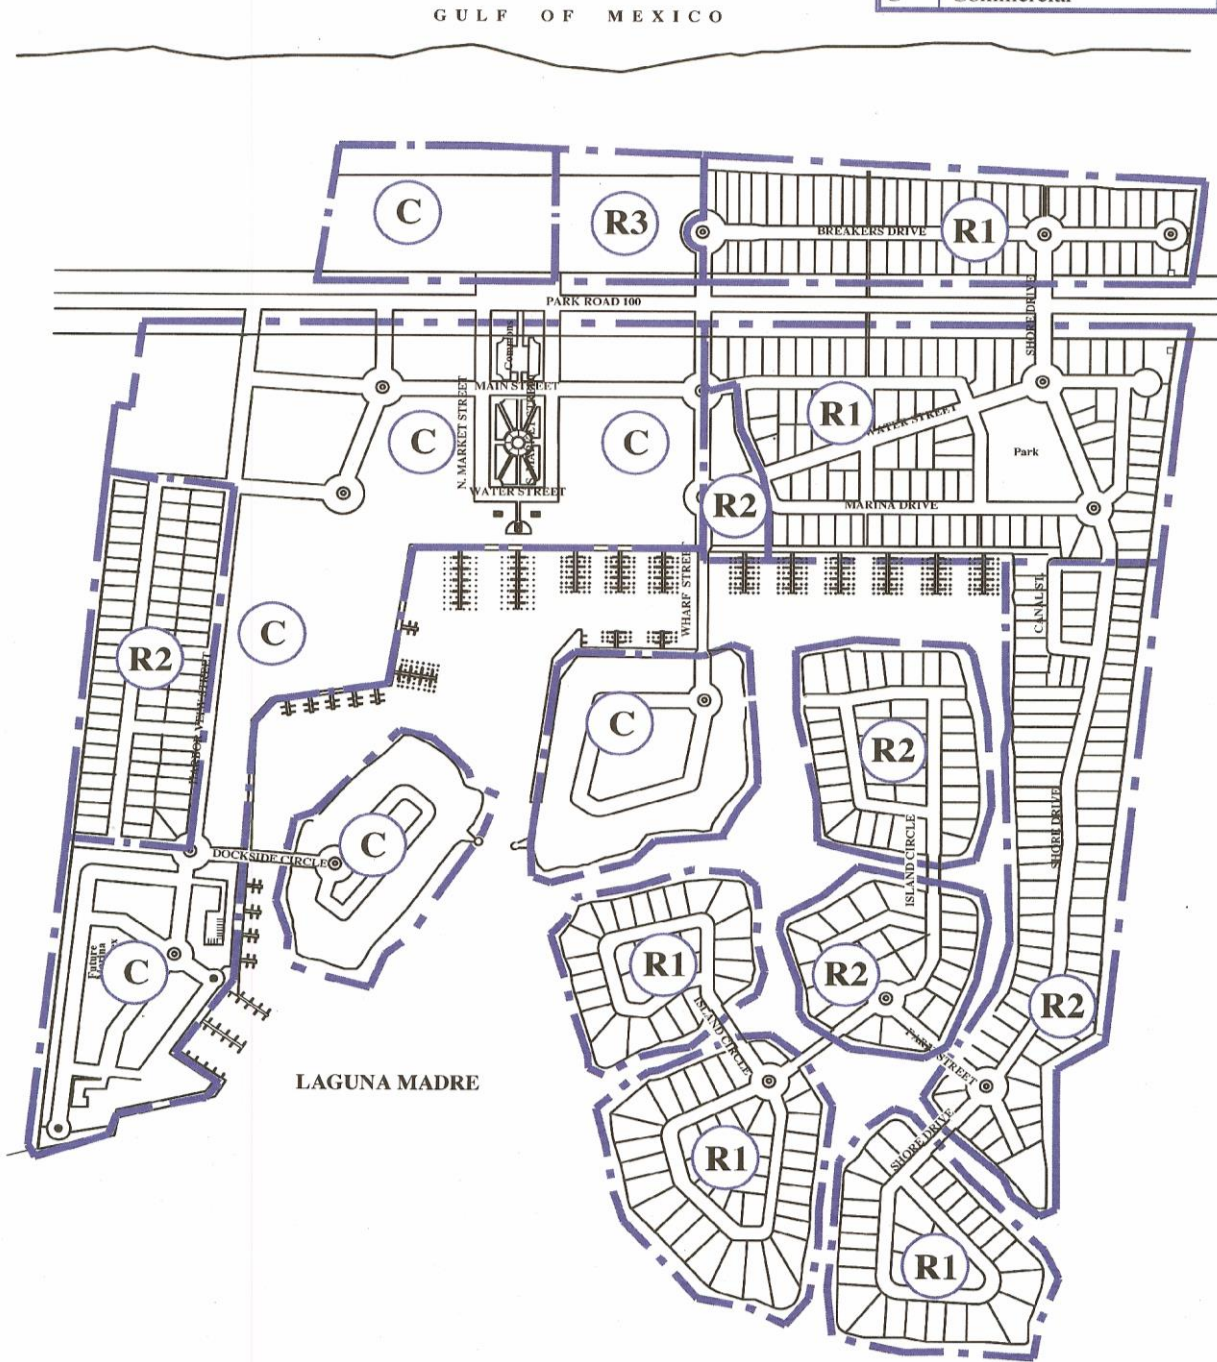 Commercial
GULF OF MEXICO
C
R3
R1
BREAKERS DRIVE
PARK ROAD 100
SHORE DRIVE
Commons
MAIN STREET
N. MARKET STREET
C
C
R1
WATER STREET
Park
WATER STREET
R2
MARINA DRIVE
WHARF STREET
CANAL ST.
R2
C
C
R2
SHORE DRIVE
DOCKSIDE CIRCLE
C
ISLAND CIRCLE
Future
C
R1
R2
R2
ISLAND CIRCLE
STREET
LAGUNA MADRE
R1
SHORE DRIVE
R1